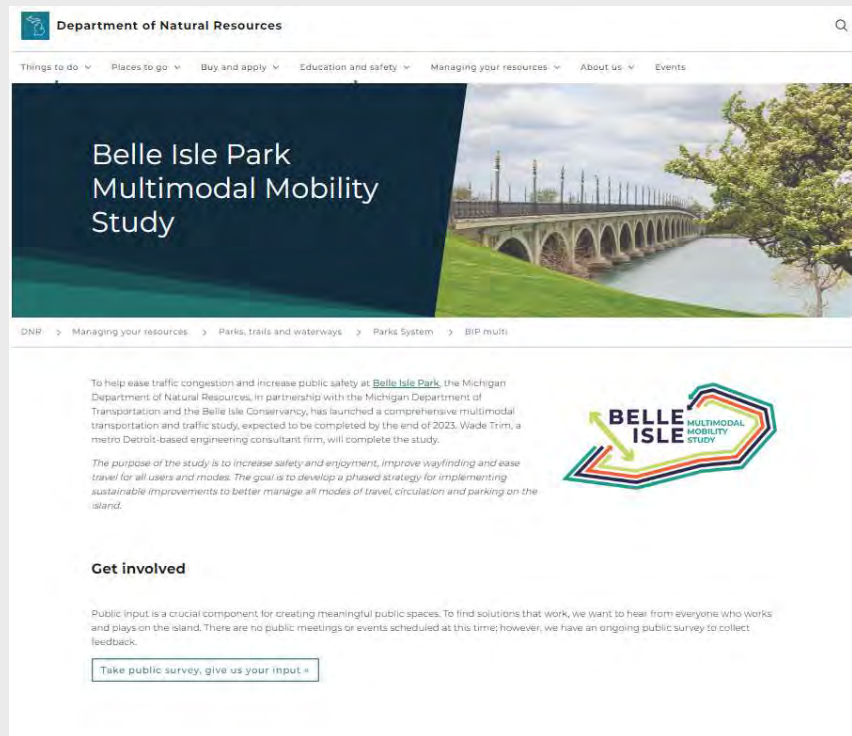 Department of Natural Resources
Things to do Places to go Buy and apply Education and safety Managing your resources About us Events
Belle Isle Park
Multimodal Mobility
Study
DNR > Managing your resources > Parks, trails and waterways > Parks System > BIP multi
To help ease traffic congestion and increase public safety at Belle Isle Park, the Michigan
Department of Natural Resources, in partnership with the Michigan Department of
Transportation and the Belle Isle Conservancy, has launched a comprehensive multimodal
transportation and traffic study, expected to be completed by the end of 2023. Wade Trim, a
metro Detroit-based engineering consultant firm, will complete the study.
The purpose of the study is to increase safety and enjoyment, improve wayfinding and ease
travel for all users and modes. The goal is to develop a phased strategy for implementing
sustainable improvements to better manage all modes of travel, circulation and parking on the
island.
BELLE
ISLE
MULTIMODAL
MOBILITY
STUDY
Get involved
Public input is a crucial component for creating meaningful public spaces. To find solutions that work, we want to hear from everyone who works
and plays on the island. There are no public meetings or events scheduled at this time; however, we have an ongoing public survey to collect
feedback.
Take public survey, give us your input »